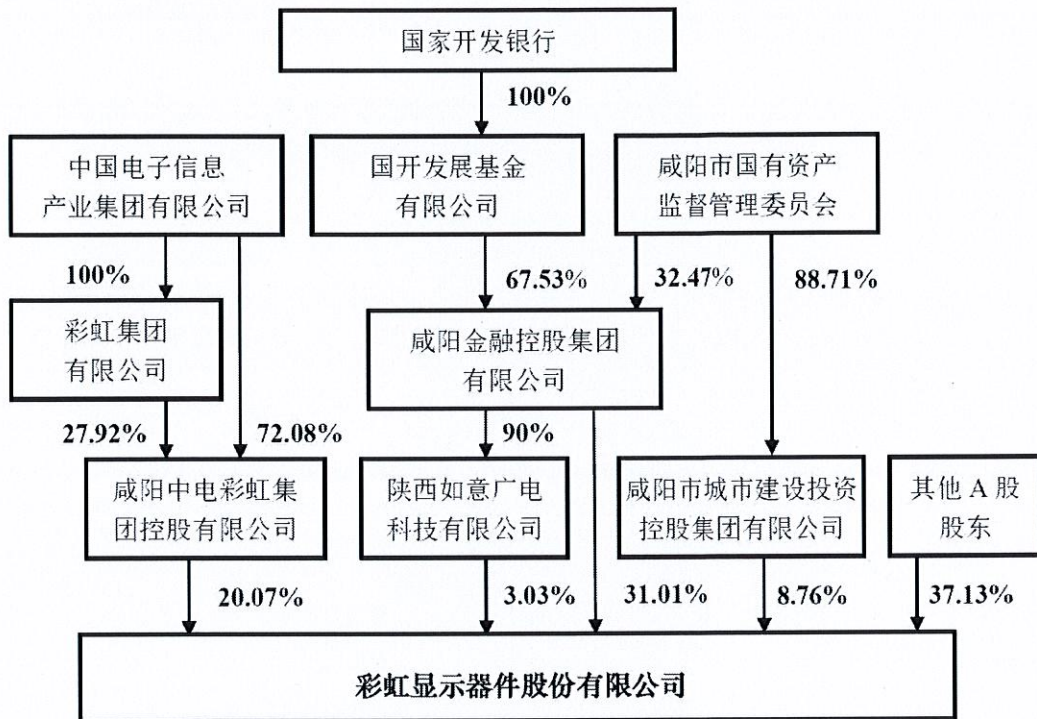 国家开发银行
100%
中国电子信息
产业集团有限公司
国开发展基金
有限公司
咸阳市国有资产
监督管理委员会
100%
67.53%
32.47%
88.71%
彩虹集团
有限公司
咸阳金融控股集团
有限公司
27.92%
72.08%
90%
咸阳中电彩虹集
团控股有限公司
陕西如意广电
科技有限公司
咸阳市城市建设投资
控股集团有限公司
其他 A 股
股东
20.07%
3.03%
31.01%
8.76%
37.13%
彩虹显示器件股份有限公司